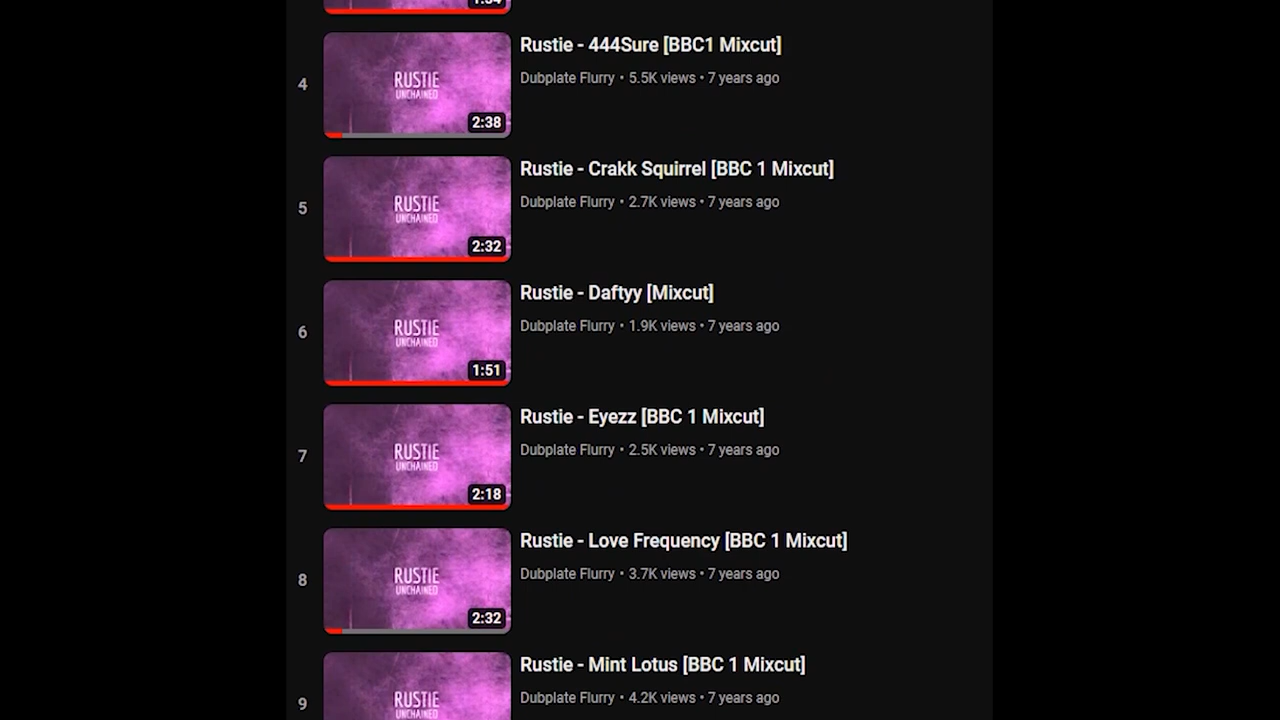 1:34
Rustie - 444Sure [BBC1 Mixcut]
Dubplate Flurry • 5.5K views • 7 years ago
4
RUSTIE
UNCHAINED
2:38
Rustie - Crakk Squirrel [BBC 1 Mixcut]
Dubplate Flurry • 2.7K views • 7 years ago
5
RUSTIE
UNCHAINED
2:32
Rustie - Daftyy [Mixcut]
Dubplate Flurry • 1.9K views • 7 years ago
6
RUSTIE
UNCHAINED
1:51
Rustie - Eyezz [BBC 1 Mixcut]
Dubplate Flurry • 2.5K views • 7 years ago
7
RUSTIE
UNCHAINED
2:18
Rustie - Love Frequency [BBC 1 Mixcut]
Dubplate Flurry • 3.7K views • 7 years ago
8
RUSTIE
UNCHAINED
2:32
Rustie - Mint Lotus [BBC 1 Mixcut]
Dubplate Flurry • 4.2K views • 7 years ago
9
RUSTIE
UNCHAINED